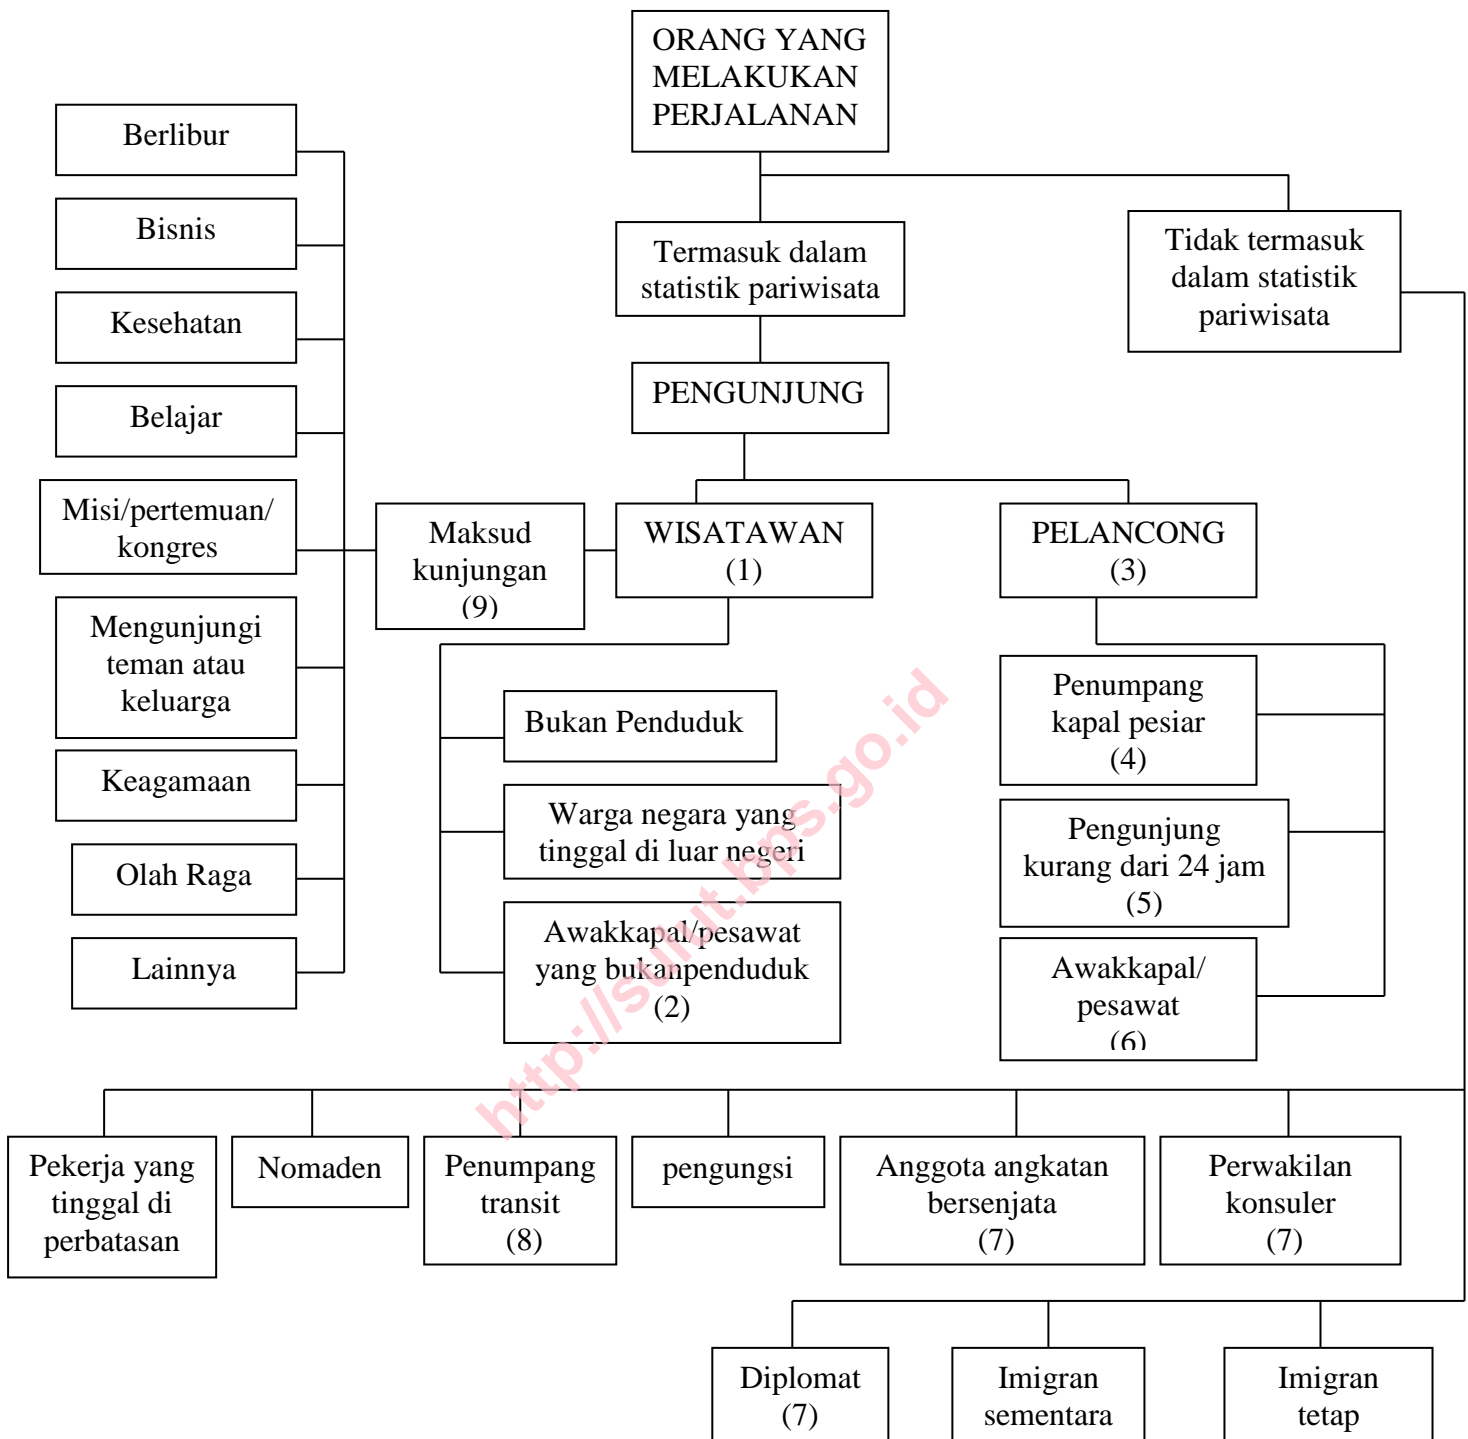 ORANG YANG
MELAKUKAN
PERJALANAN
Termasuk dalam
statistik pariwisata
Tidak termasuk
dalam statistik
pariwisata
PENGUNJUNG
WISATAWAN
(1)
PELANCONG
(3)
Maksud
kunjungan
(9)
Berlibur
Bisnis
Kesehatan
Belajar
Misi/pertemuan/
kongres
Mengunjungi
teman atau
keluarga
Keagamaan
Olah Raga
Lainnya
Bukan Penduduk
Warga negara yang
tinggal di luar negeri
Awakkapal/pesawat
yang bukanpenduduk
(2)
Penumpang
kapal pesiar
(4)
Pengunjung
kurang dari 24 jam
(5)
Awakkapal/
pesawat
(6)
Pekerja yang
tinggal di
perbatasan
Nomaden
Penumpang
transit
(8)
pengungsi
Anggota angkatan
bersenjata
(7)
Perwakilan
konsuler
(7)
Diplomat
(7)
Imigran
sementara
Imigran
tetap
http://sulut.bps.go.id